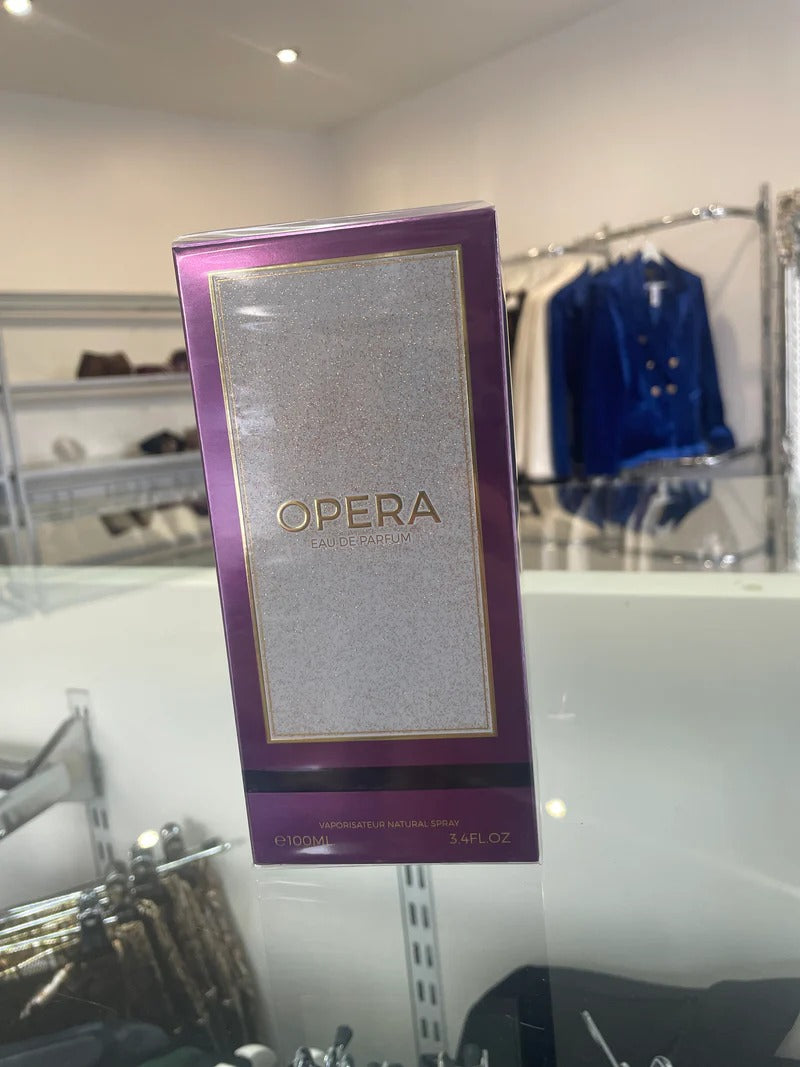 OPERA
EAU DE PARFUM
VAPORISATEUR NATURAL SPRAY
℮100ML 3.4FL.OZ